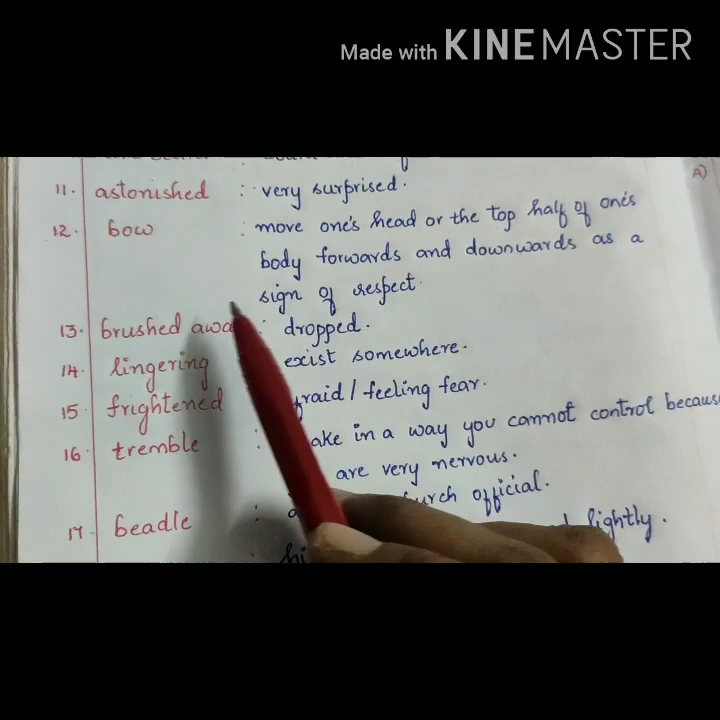 Made with KINEMASTER
A)
11. astonished : very surprised.
12. bow : move one's head or the top half of one's
body forwards and downwards as a
sign of respect.
13. brushed awa : dropped.
14. lingering exist somewhere.
15. frightened fraid / feeling fear.
16. tremble : ake in a way you cannot control becaus
are very nervous.
17. beadle : urch official.
lightly.